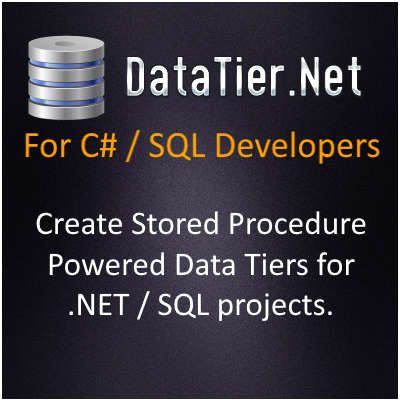 DataTier.Net
For C# / SQL Developers
Create Stored Procedure
Powered Data Tiers for
.NET / SQL projects.